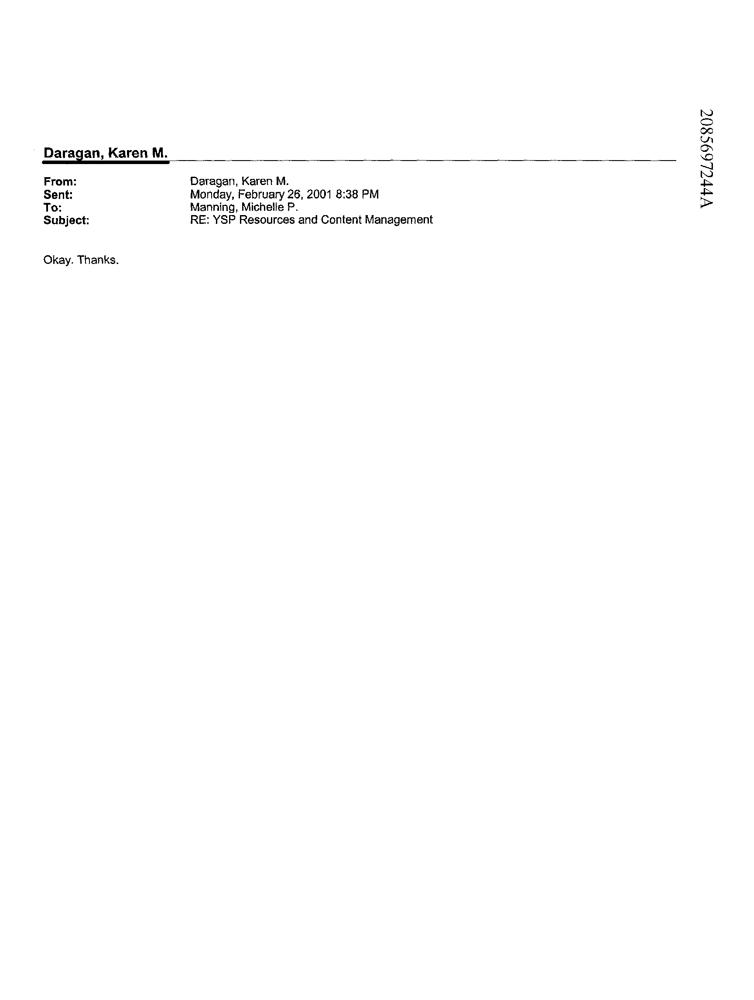 Daragan, Karen M.
From: Daragan, Karen M.
Sent: Monday, February 26, 2001 8:38 PM
To: Manning, Michelle P.
Subject: RE: YSP Resources and Content Management
Okay. Thanks.
2085697244A